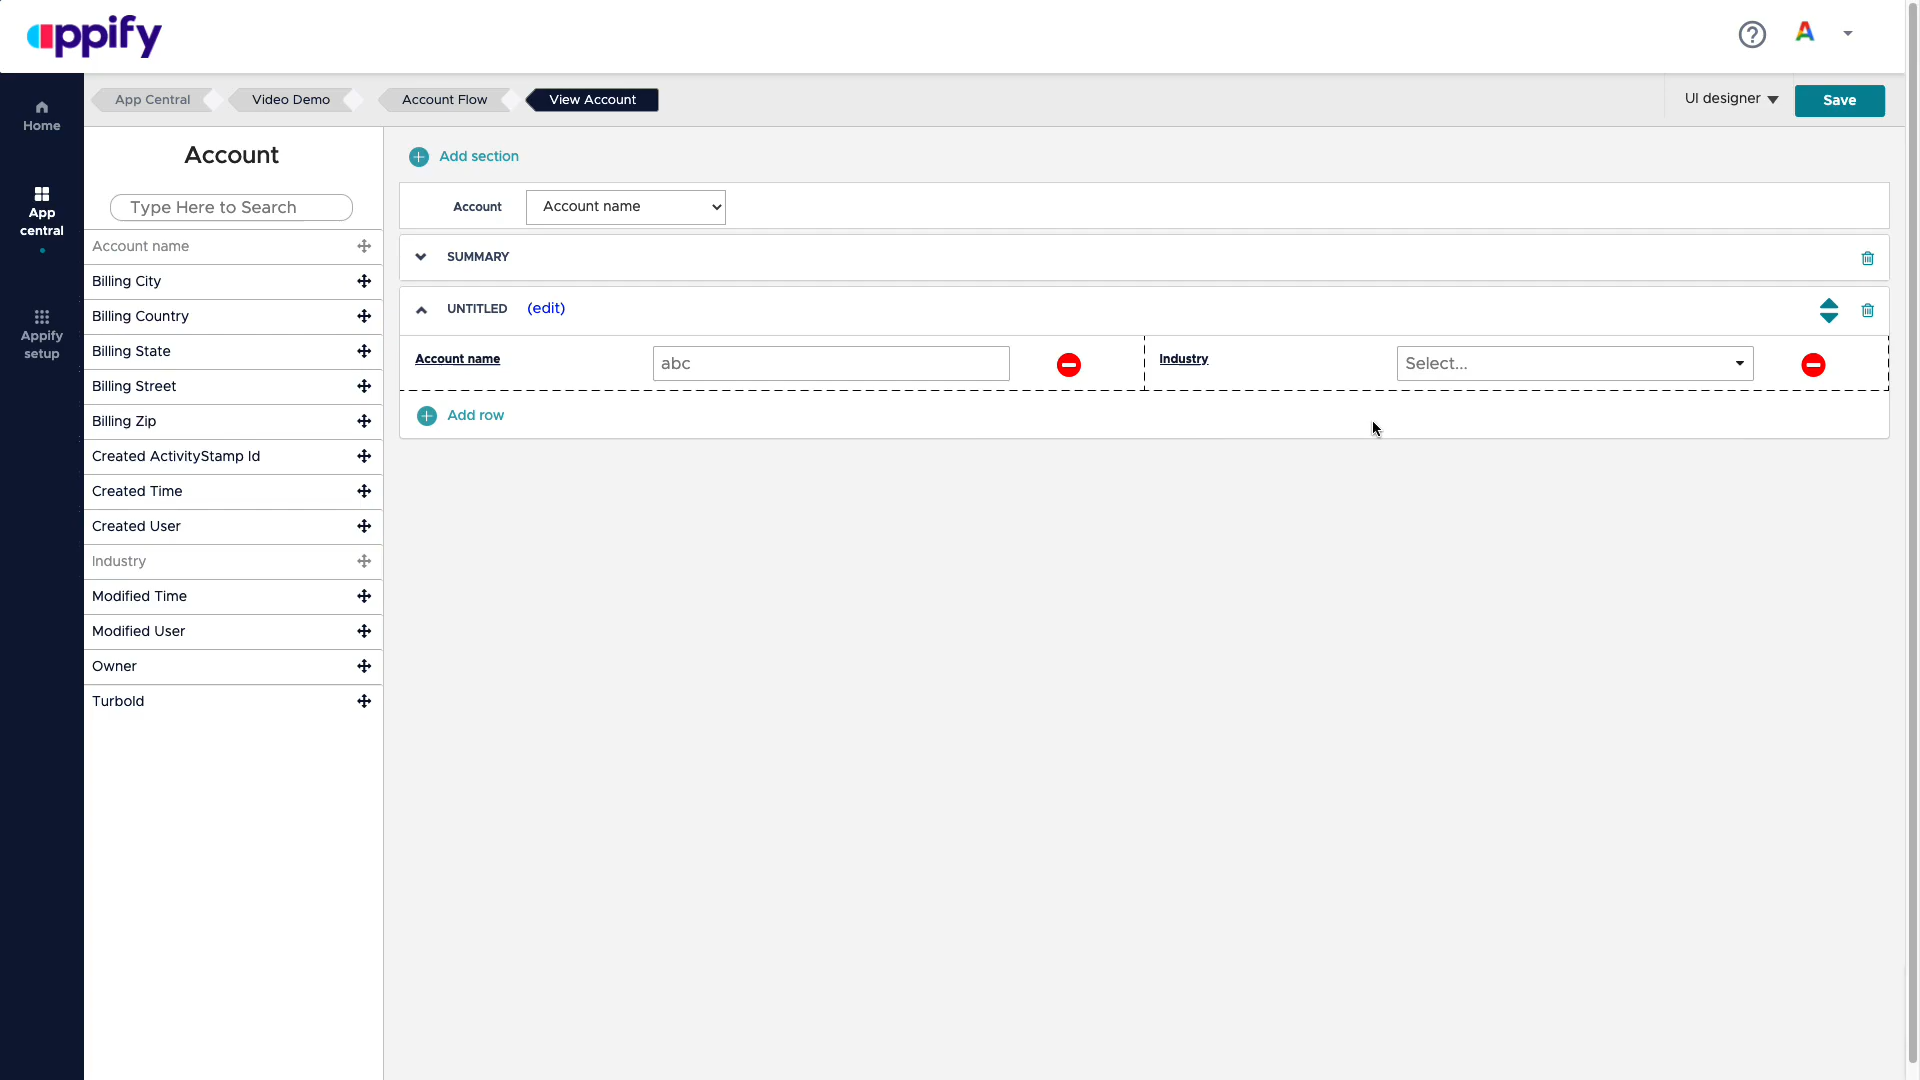 appify
Home
App
central
Appify
setup
App Central
Video Demo
Account Flow
View Account
UI designer
Save
Account
Type Here to Search
Account name
Billing City
Billing Country
Billing State
Billing Street
Billing Zip
Created ActivityStamp Id
Created Time
Created User
Industry
Modified Time
Modified User
Owner
Turbold
Add section
Account
Account name
SUMMARY
UNTITLED (edit)
Account name
abc
Industry
Select...
Add row